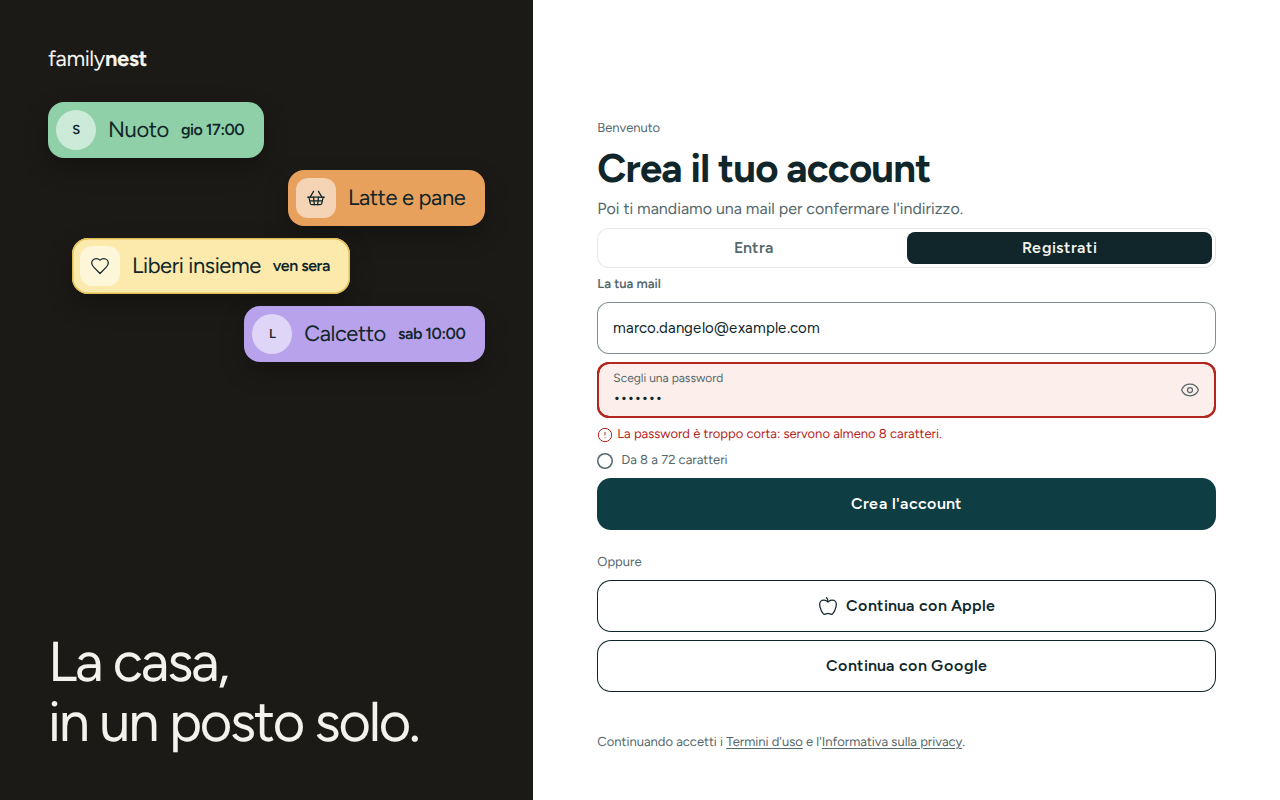 familynest
S Nuoto gio 17:00
Latte e pane
Liberi insieme ven sera
L Calcetto sab 10:00
La casa,
in un posto solo.
Benvenuto
Crea il tuo account
Poi ti mandiamo una mail per confermare l'indirizzo.
Entra Registrati
La tua mail
marco.dangelo@example.com
Scegli una password
•••••••
La password è troppo corta: servono almeno 8 caratteri.
Da 8 a 72 caratteri
Crea l'account
Oppure
Continua con Apple
Continua con Google
Continuando accetti i Termini d'uso e l'Informativa sulla privacy.